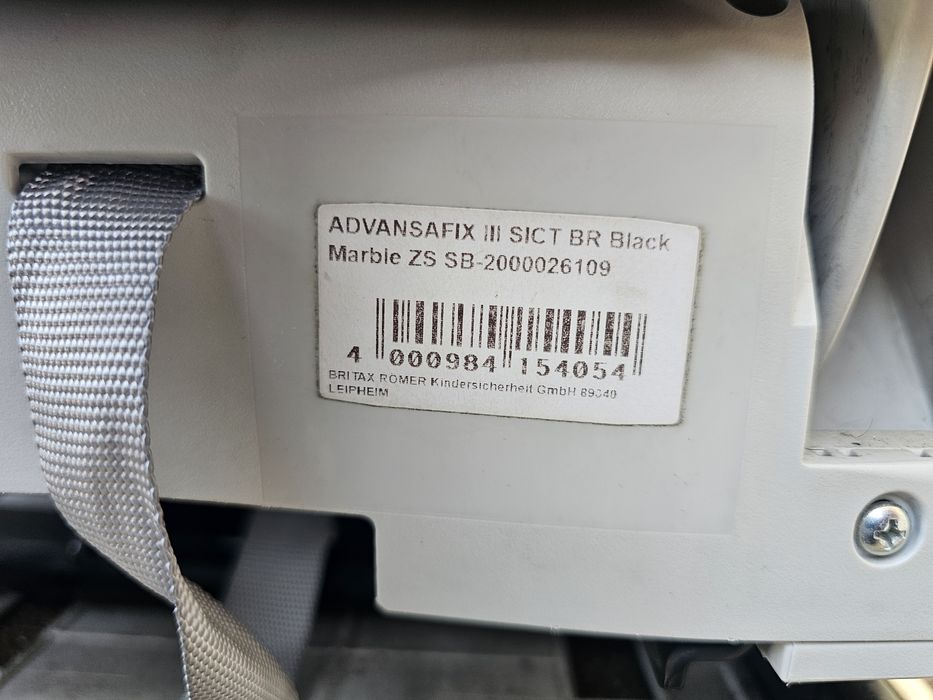 ADVANSAFIX III SICT BR Black
Marble ZS SB-2000026109
4 000984 154054
BRITAX RÖMER Kindersicherheit GmbH 89340
LEIPHEIM